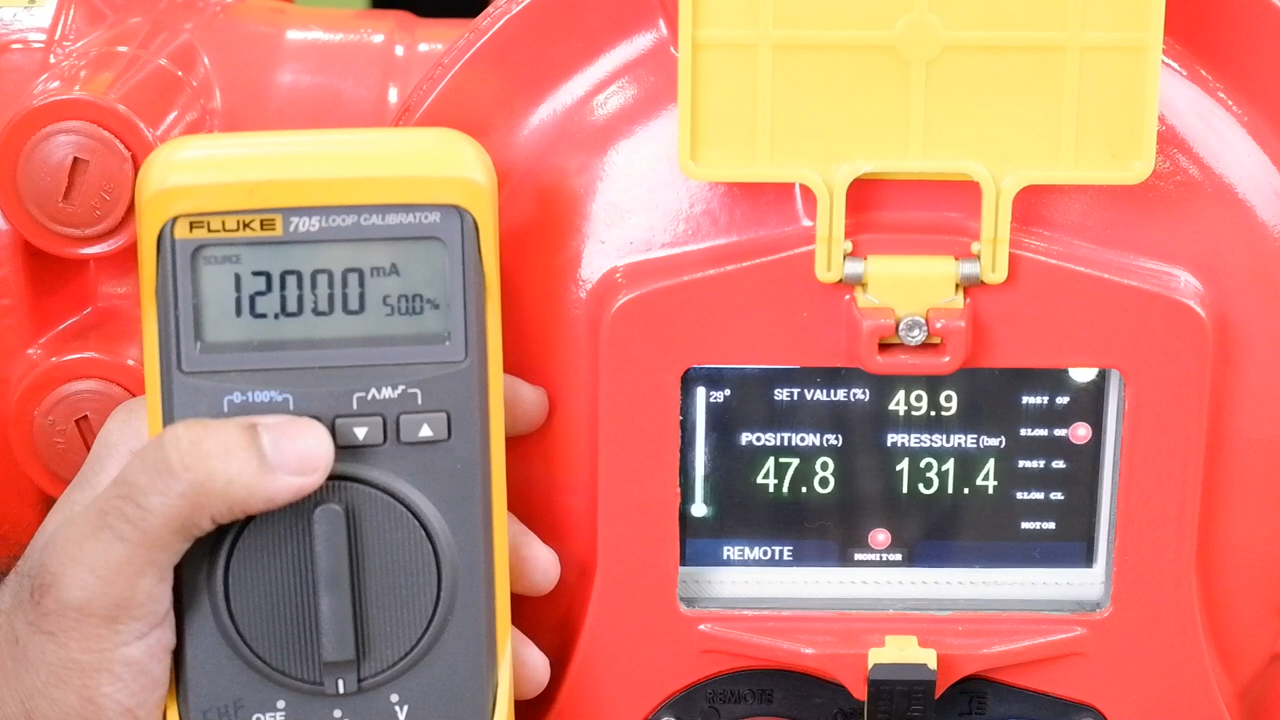 FLUKE 705 LOOP CALIBRATOR
SOURCE
12.000 mA
50.0%
0-100%
OFF
V
29°
SET VALUE(%) 49.9
POSITION(%) PRESSURE(bar)
47.8 131.4
FAST OP
SLOW OP
FAST CL
SLOW CL
MOTOR
REMOTE
MONITOR
REMOTE